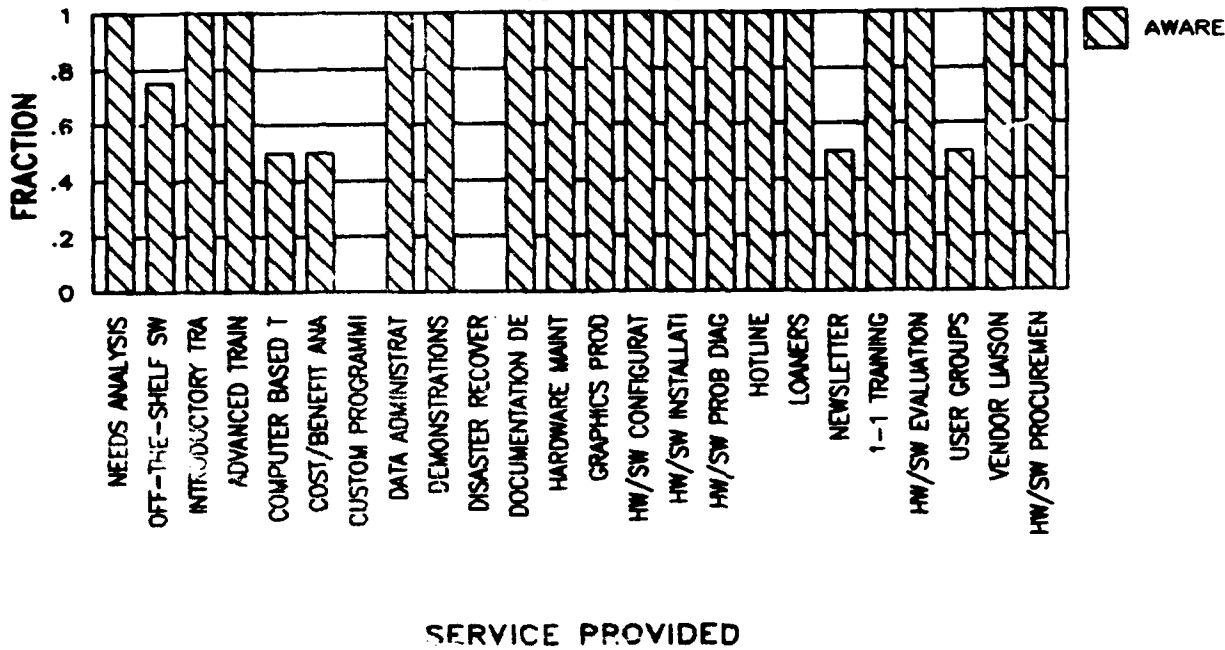 1
.8
.6
.4
.2
0
FRACTION
AWARE
NEEDS ANALYSIS
OFF-THE-SHELF SW
INTRODUCTORY TRA
ADVANCED TRAIN
COMPUTER BASED T
COST/BENEFIT ANA
CUSTOM PROGRAMMI
DATA ADMINISTRAT
DEMONSTRATIONS
DISASTER RECOVER
DOCUMENTATION DE
HARDWARE MAINT
GRAPHICS PROD
HW/SW CONFIGURAT
HW/SW INSTALLATI
HW/SW PROB DIAG
HOTLINE
LOANERS
NEWSLETTER
1-1 TRAINING
HW/SW EVALUATION
USER GROUPS
VENDOR LIAISON
HW/SW PROCUREMEN
SERVICE PROVIDED